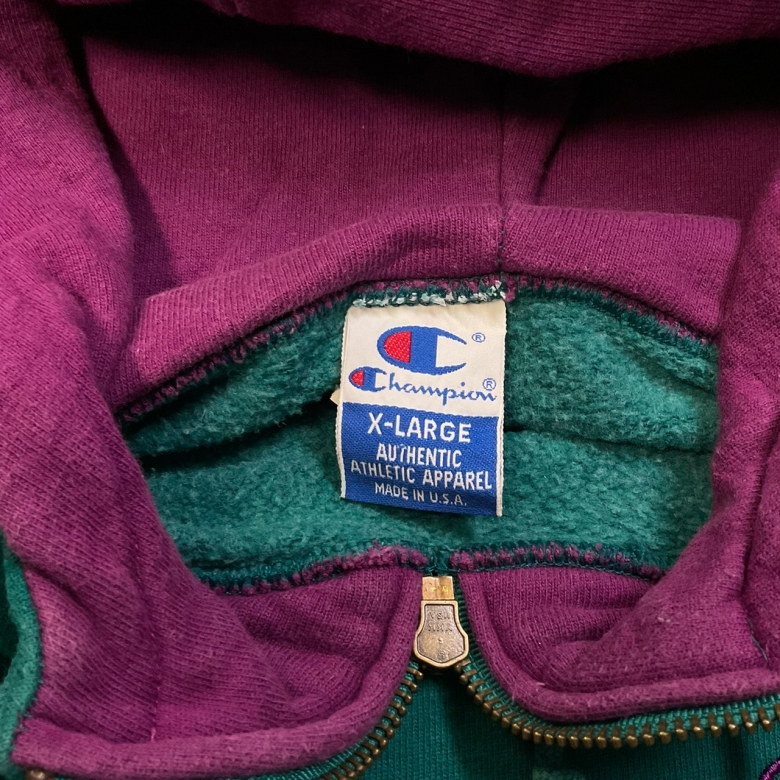 ®
Champion®
X-LARGE
AUTHENTIC
ATHLETIC APPAREL
MADE IN U.S.A.